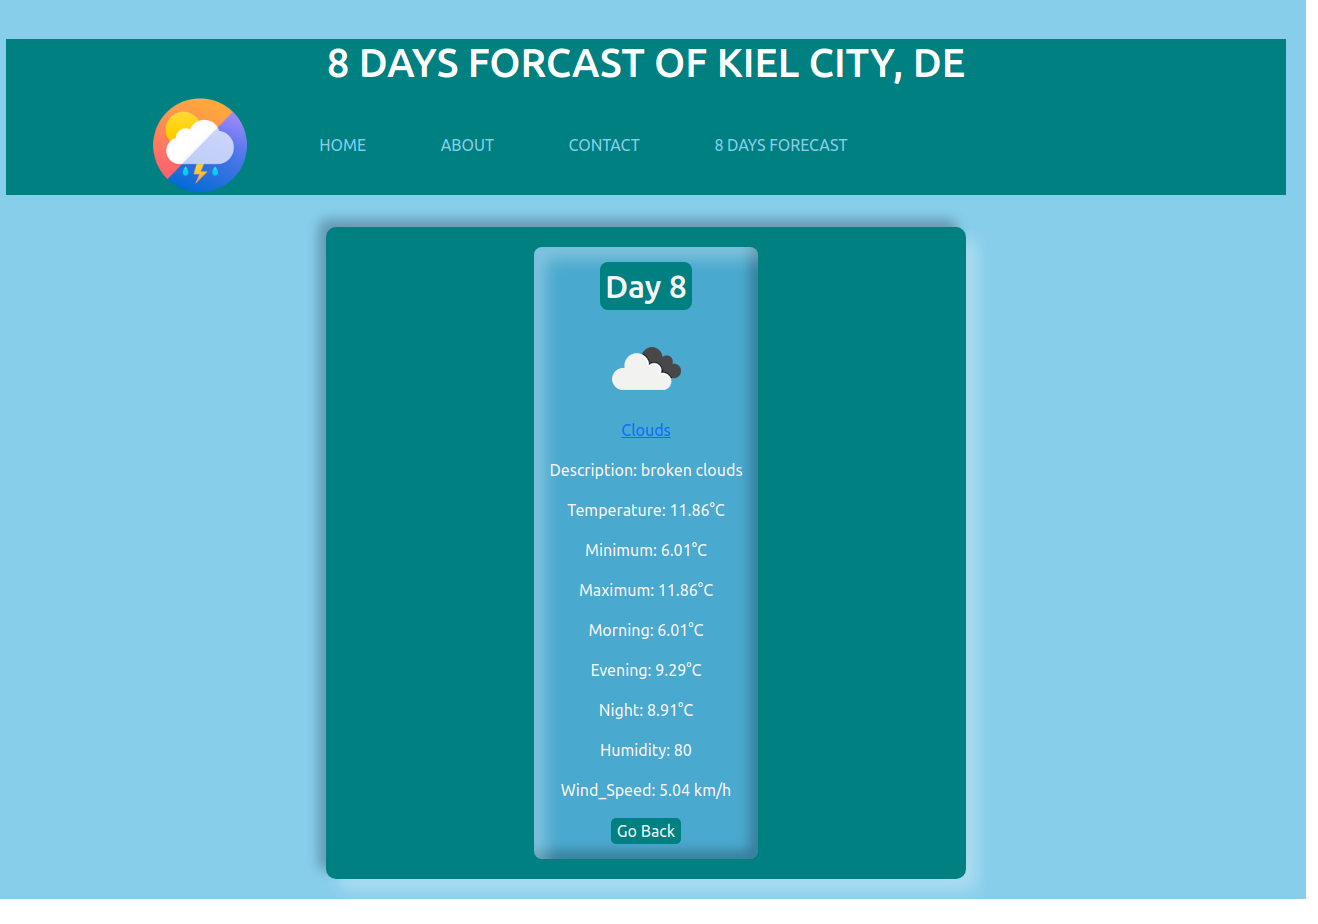 8 DAYS FORCAST OF KIEL CITY, DE
HOME ABOUT CONTACT 8 DAYS FORECAST
Day 8
Clouds
Description: broken clouds
Temperature: 11.86°C
Minimum: 6.01°C
Maximum: 11.86°C
Morning: 6.01°C
Evening: 9.29°C
Night: 8.91°C
Humidity: 80
Wind_Speed: 5.04 km/h
Go Back